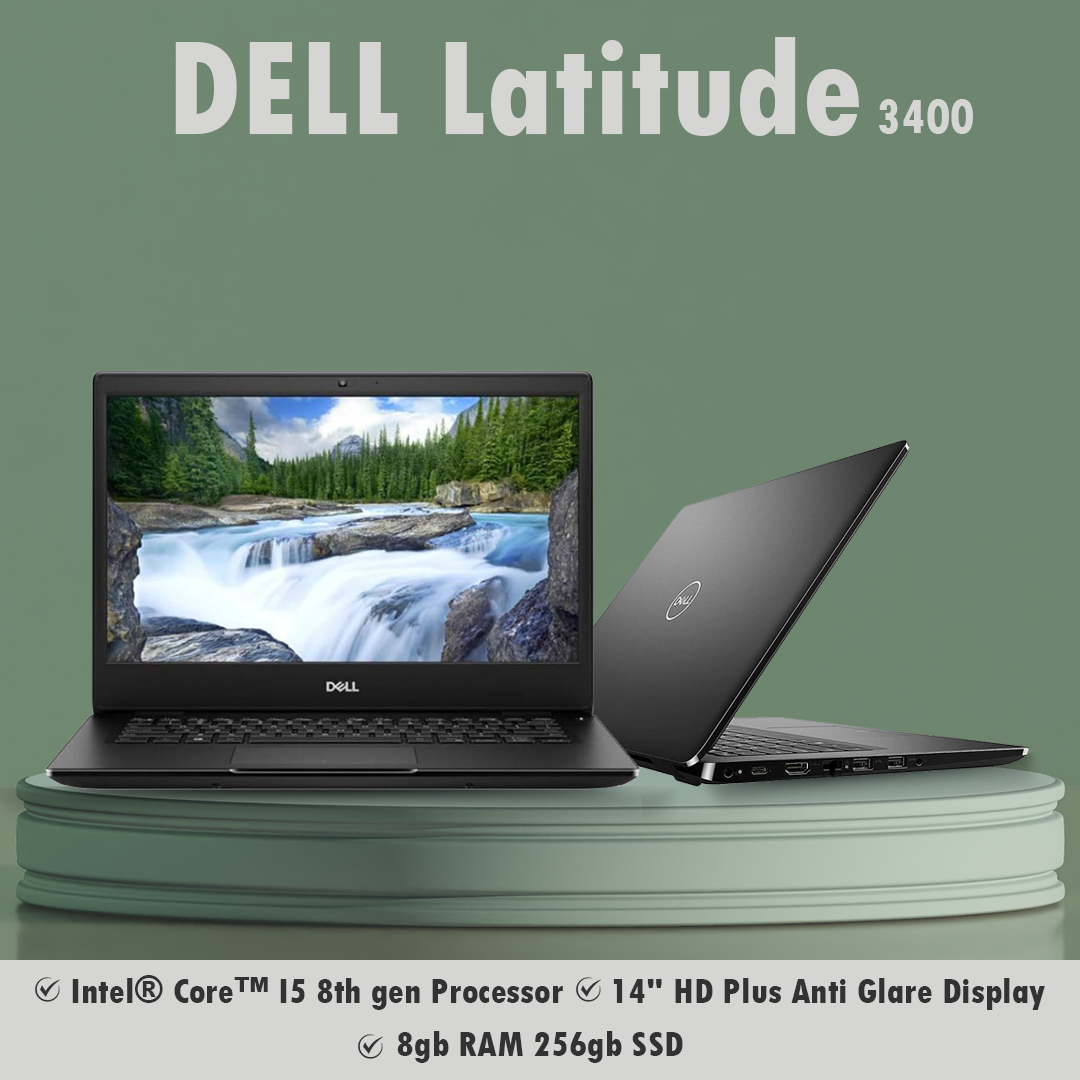 DELL Latitude 3400
DELL
DELL
Intel® Core™ I5 8th gen Processor 14" HD Plus Anti Glare Display
8gb RAM 256gb SSD